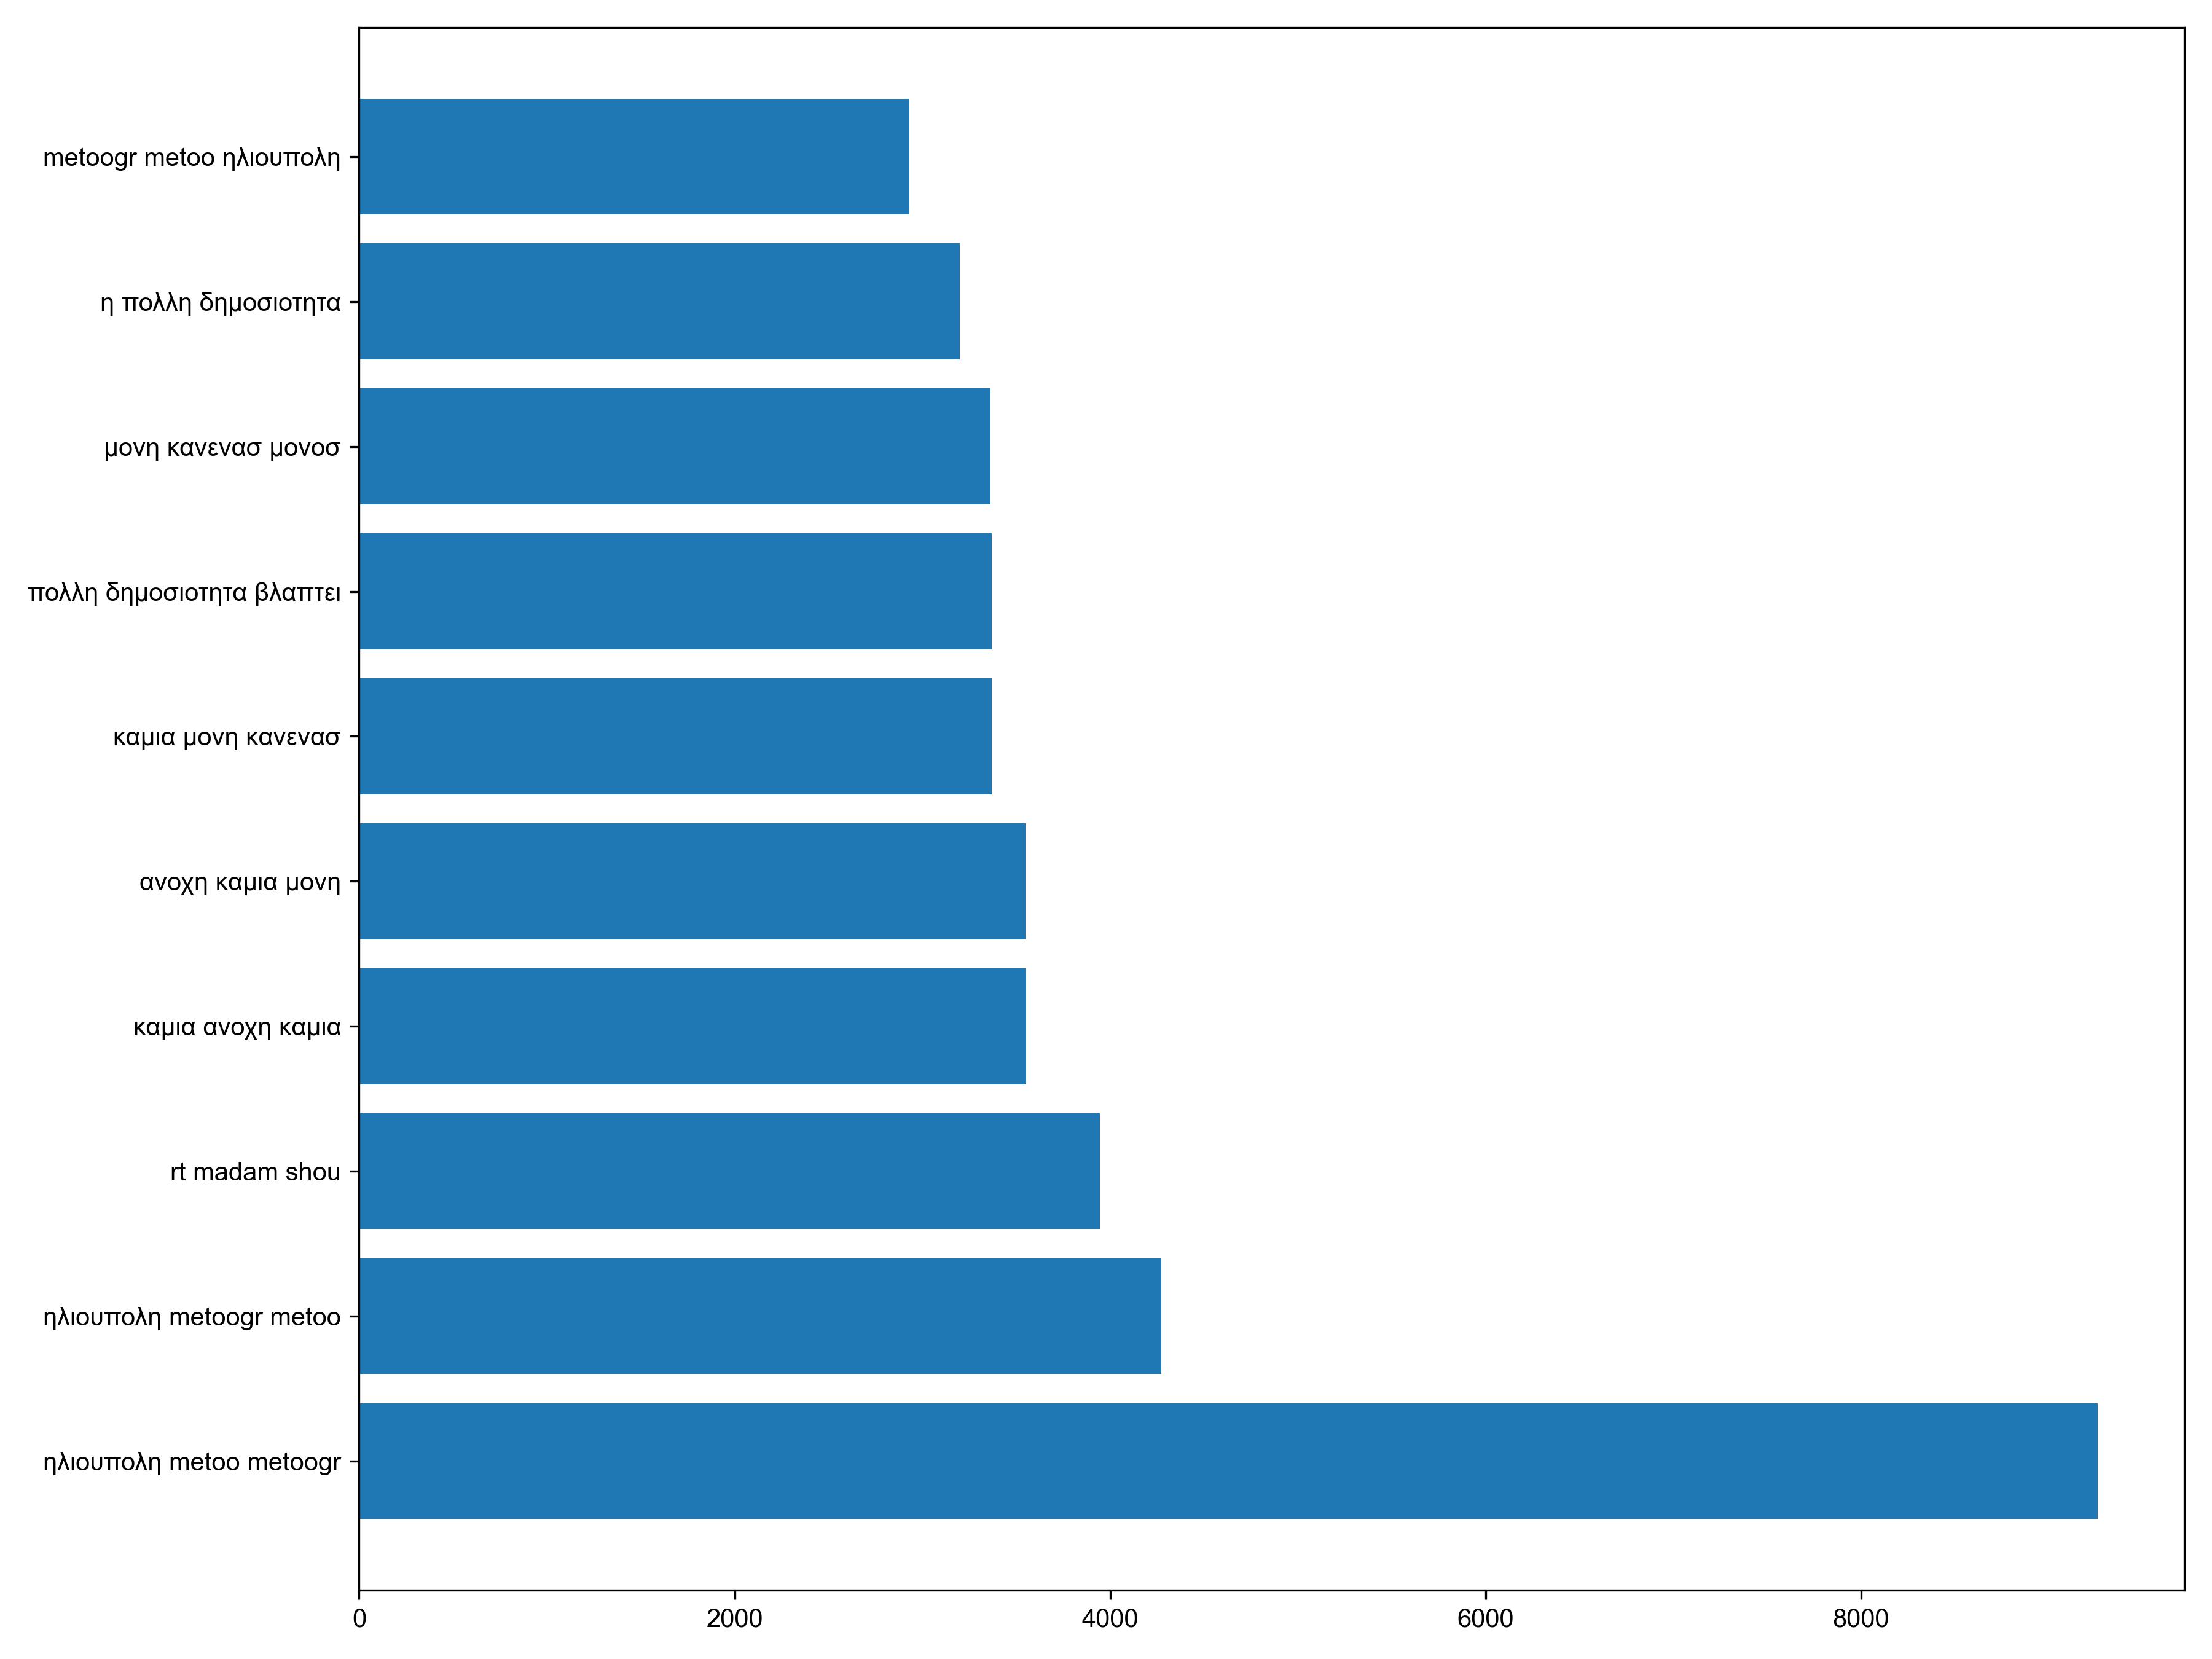 metoogr metoo ηλιουπολη
η πολλη δημοσιοτητα
μονη κανενασ μονοσ
πολλη δημοσιοτητα βλαπτει
καμια μονη κανενασ
ανοχη καμια μονη
καμια ανοχη καμια
rt madam shou
ηλιουπολη metoogr metoo
ηλιουπολη metoo metoogr
0 2000 4000 6000 8000